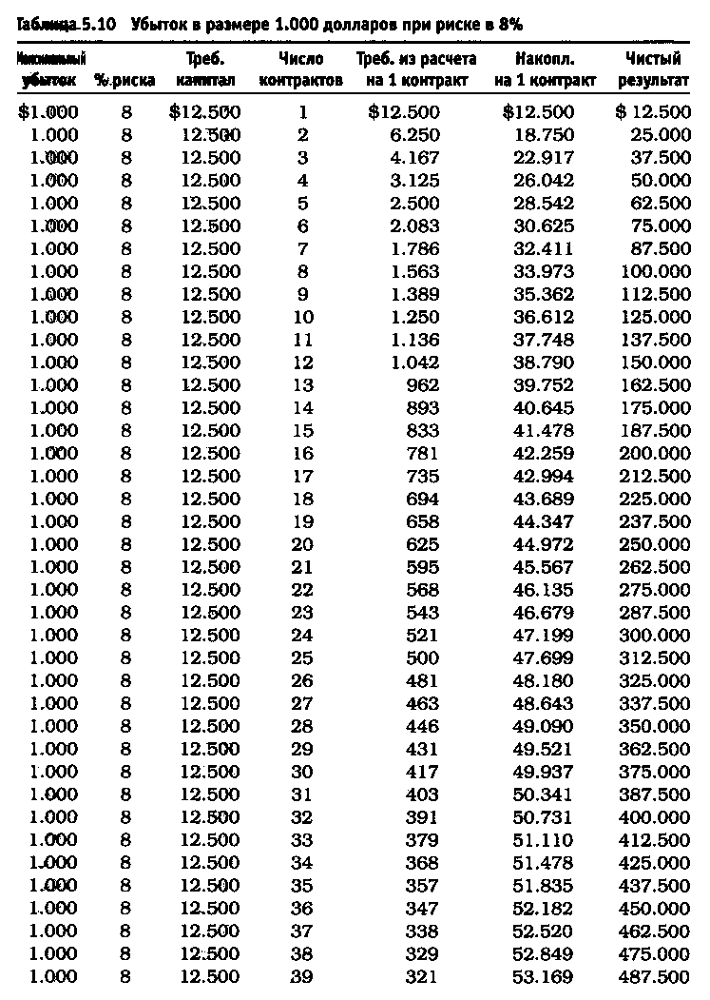 Таблица 5.10 Убыток в размере 1.000 долларов при риске в 8%
Максимальный Треб. Число Треб. из расчета Накопл. Чистый
убыток % риска капитал контрактов на 1 контракт на 1 контракт результат
$1.000 8 $12.500 1 $12.500 $12.500 $ 12.500
1.000 8 12.500 2 6.250 18.750 25.000
1.000 8 12.500 3 4.167 22.917 37.500
1.000 8 12.500 4 3.125 26.042 50.000
1.000 8 12.500 5 2.500 28.542 62.500
1.000 8 12.500 6 2.083 30.625 75.000
1.000 8 12.500 7 1.786 32.411 87.500
1.000 8 12.500 8 1.563 33.973 100.000
1.000 8 12.500 9 1.389 35.362 112.500
1.000 8 12.500 10 1.250 36.612 125.000
1.000 8 12.500 11 1.136 37.748 137.500
1.000 8 12.500 12 1.042 38.790 150.000
1.000 8 12.500 13 962 39.752 162.500
1.000 8 12.500 14 893 40.645 175.000
1.000 8 12.500 15 833 41.478 187.500
1.000 8 12.500 16 781 42.259 200.000
1.000 8 12.500 17 735 42.994 212.500
1.000 8 12.500 18 694 43.689 225.000
1.000 8 12.500 19 658 44.347 237.500
1.000 8 12.500 20 625 44.972 250.000
1.000 8 12.500 21 595 45.567 262.500
1.000 8 12.500 22 568 46.135 275.000
1.000 8 12.500 23 543 46.679 287.500
1.000 8 12.500 24 521 47.199 300.000
1.000 8 12.500 25 500 47.699 312.500
1.000 8 12.500 26 481 48.180 325.000
1.000 8 12.500 27 463 48.643 337.500
1.000 8 12.500 28 446 49.090 350.000
1.000 8 12.500 29 431 49.521 362.500
1.000 8 12.500 30 417 49.937 375.000
1.000 8 12.500 31 403 50.341 387.500
1.000 8 12.500 32 391 50.731 400.000
1.000 8 12.500 33 379 51.110 412.500
1.000 8 12.500 34 368 51.478 425.000
1.000 8 12.500 35 357 51.835 437.500
1.000 8 12.500 36 347 52.182 450.000
1.000 8 12.500 37 338 52.520 462.500
1.000 8 12.500 38 329 52.849 475.000
1.000 8 12.500 39 321 53.169 487.500